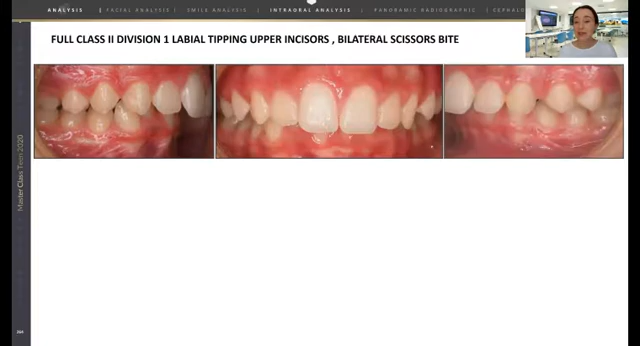 ANALYSIS | FACIAL ANALYSIS | SMILE ANALYSIS | INTRAORAL ANALYSIS | PANORAMIC RADIOGRAPHIC | CEPHALO
FULL CLASS II DIVISION 1 LABIAL TIPPING UPPER INCISORS , BILATERAL SCISSORS BITE
Master Class Teen 2020